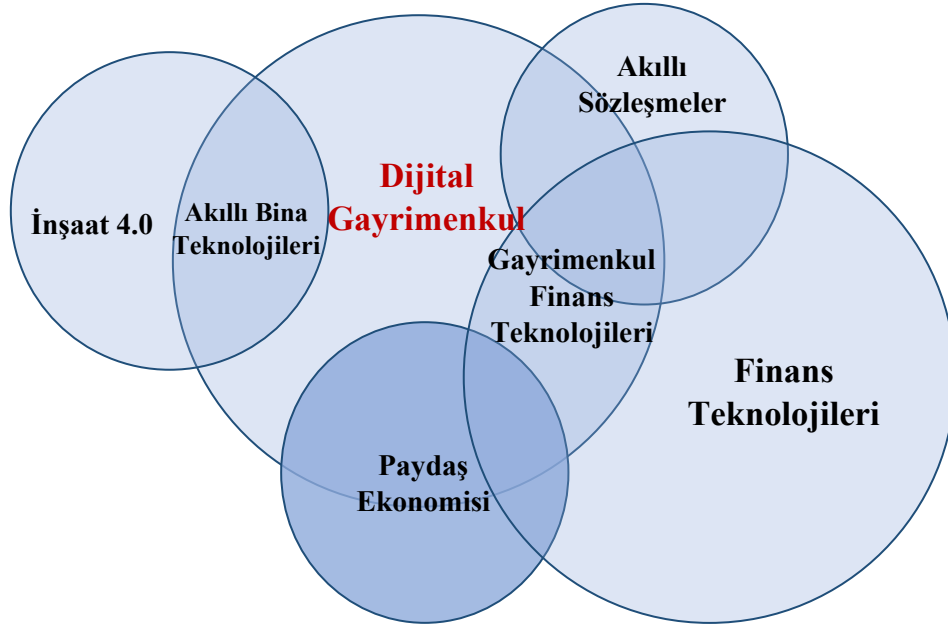 Akıllı
Sözleşmeler
Dijital
Gayrimenkul
İnşaat 4.0
Akıllı Bina
Teknolojileri
Gayrimenkul
Finans
Teknolojileri
Finans
Teknolojileri
Paydaş
Ekonomisi